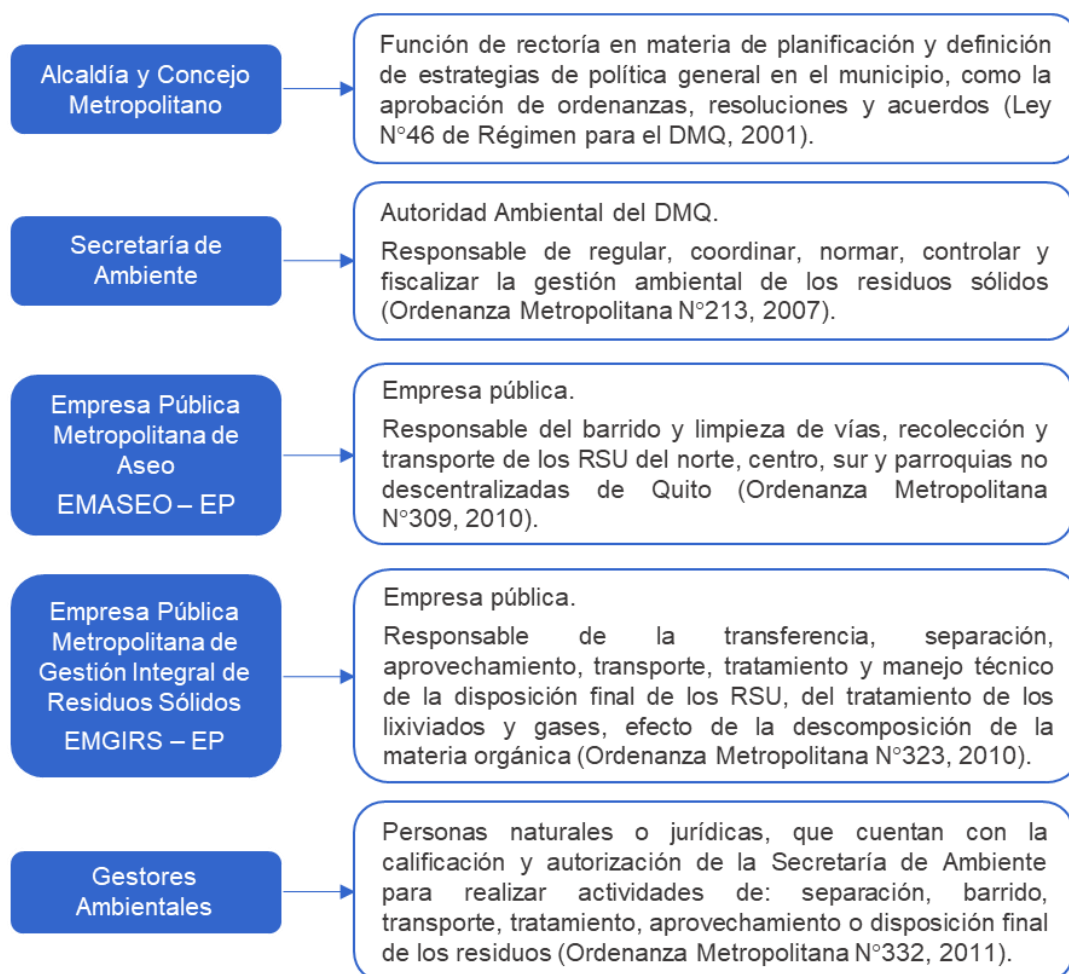 Alcaldía y Concejo
Metropolitano
Función de rectoría en materia de planificación y definición
de estrategias de política general en el municipio, como la
aprobación de ordenanzas, resoluciones y acuerdos (Ley
N°46 de Régimen para el DMQ, 2001).
Secretaría de
Ambiente
Autoridad Ambiental del DMQ.
Responsable de regular, coordinar, normar, controlar y
fiscalizar la gestión ambiental de los residuos sólidos
(Ordenanza Metropolitana N°213, 2007).
Empresa Pública
Metropolitana de
Aseo
EMASEO – EP
Empresa pública.
Responsable del barrido y limpieza de vías, recolección y
transporte de los RSU del norte, centro, sur y parroquias no
descentralizadas de Quito (Ordenanza Metropolitana
N°309, 2010).
Empresa Pública
Metropolitana de
Gestión Integral de
Residuos Sólidos
EMGIRS – EP
Empresa pública.
Responsable de la transferencia, separación,
aprovechamiento, transporte, tratamiento y manejo técnico
de la disposición final de los RSU, del tratamiento de los
lixiviados y gases, efecto de la descomposición de la
materia orgánica (Ordenanza Metropolitana N°323, 2010).
Gestores
Ambientales
Personas naturales o jurídicas, que cuentan con la
calificación y autorización de la Secretaría de Ambiente
para realizar actividades de: separación, barrido,
transporte, tratamiento, aprovechamiento o disposición final
de los residuos (Ordenanza Metropolitana N°332, 2011).